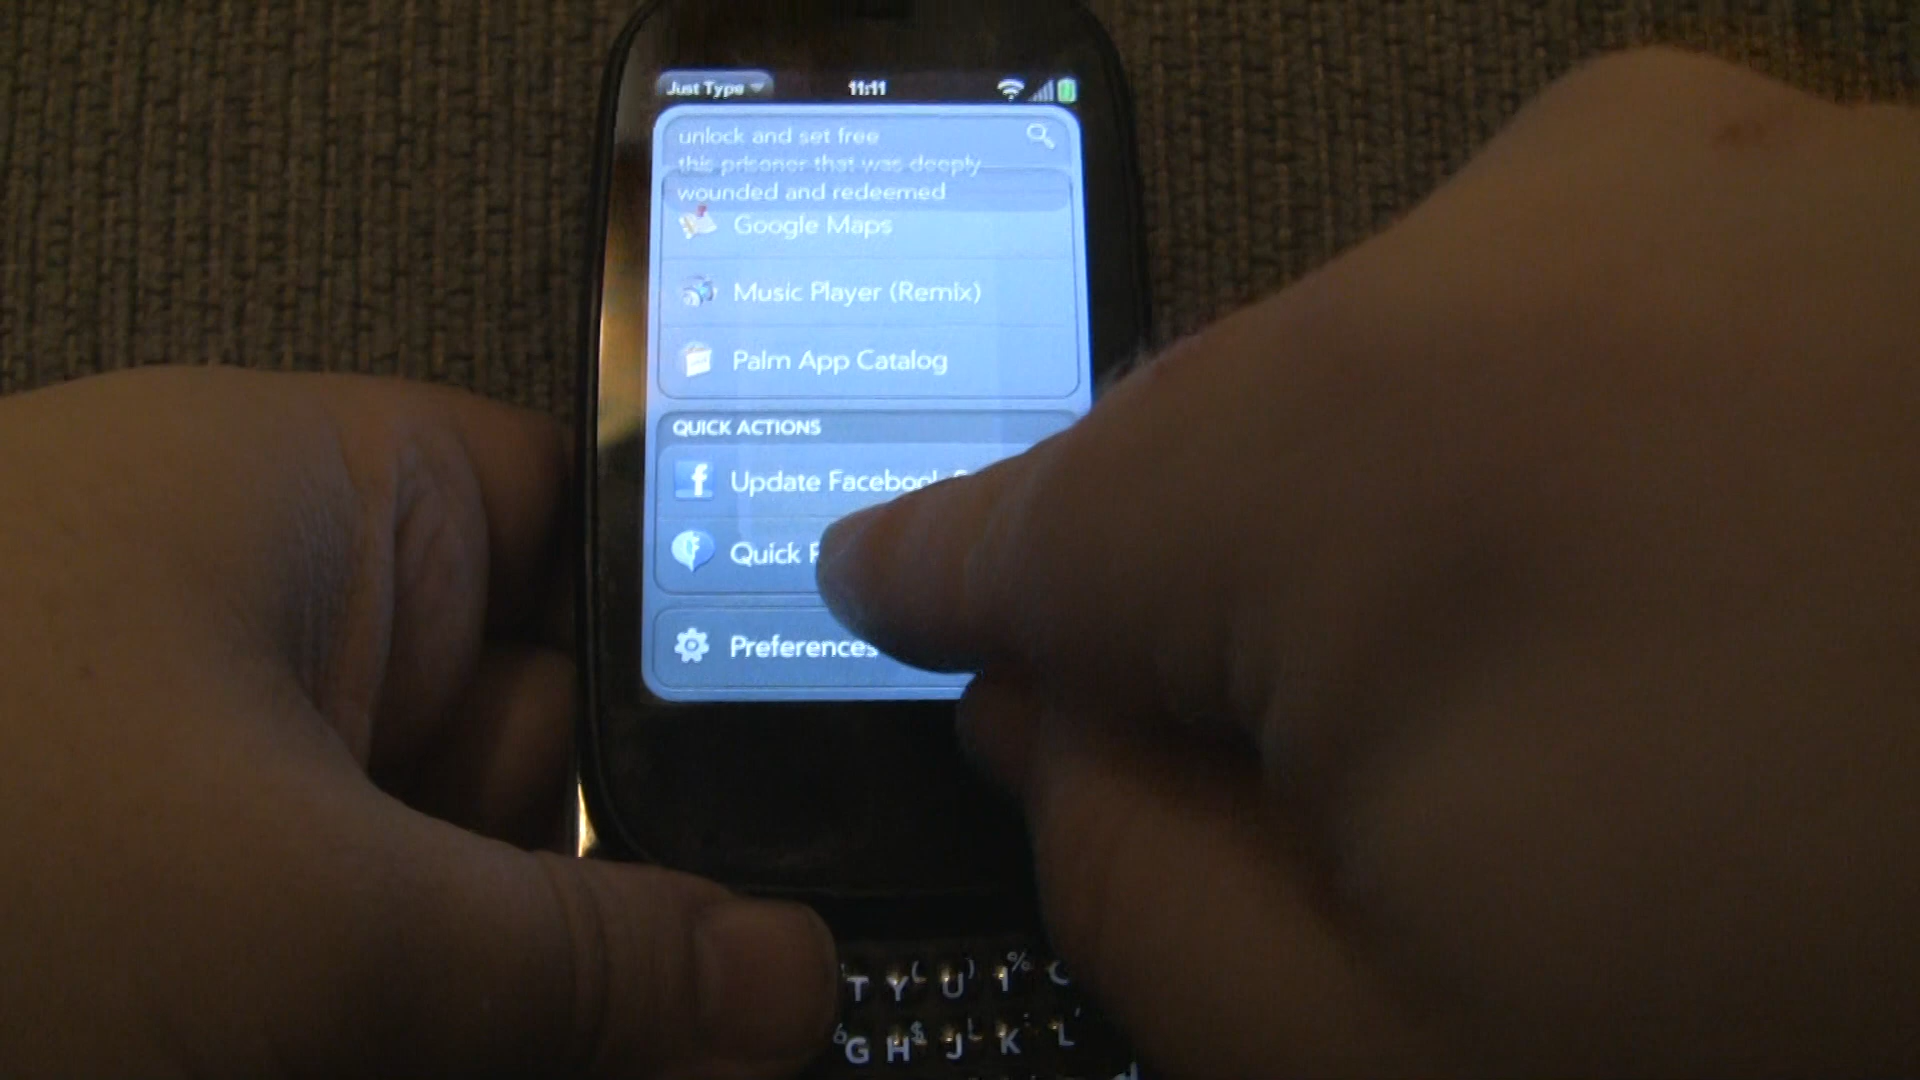 Just Type 11:11
unlock and set free
this prisoner that was deeply
wounded and redeemed
Google Maps
Music Player (Remix)
Palm App Catalog
QUICK ACTIONS
Update Facebook
Quick
Preferences
T Y ( U ) I %
6 G H $ J K L '